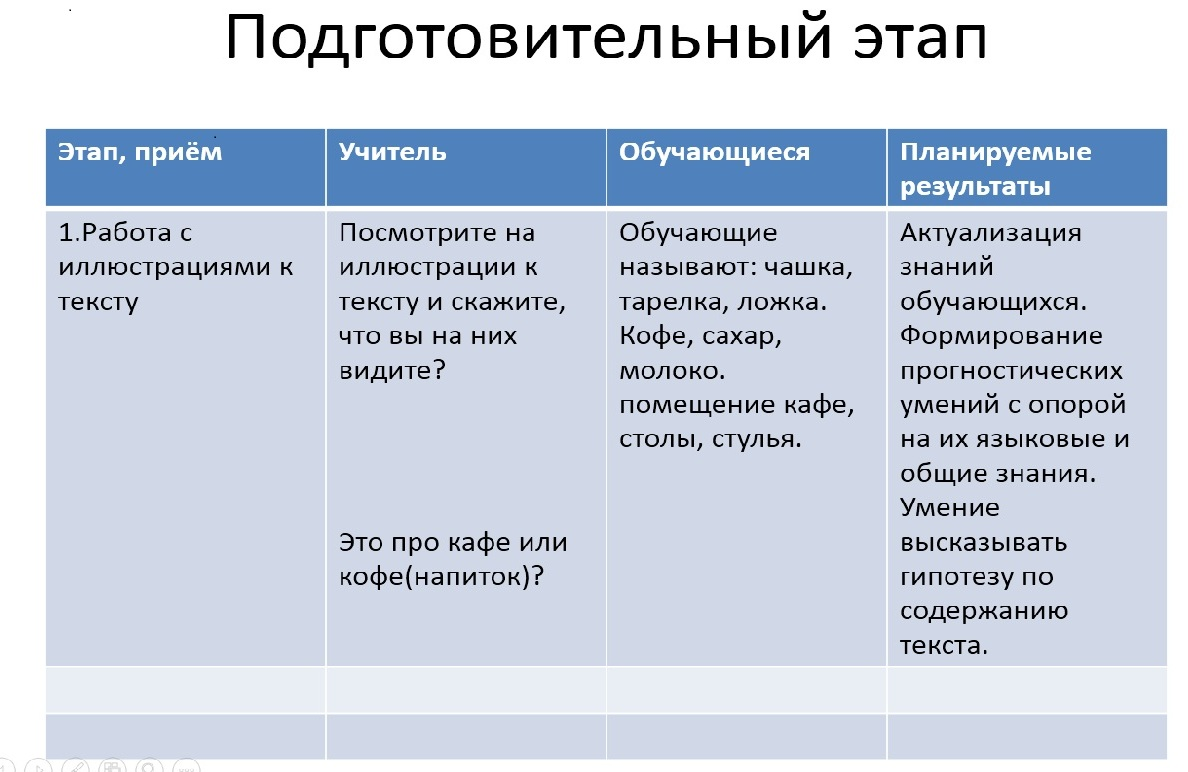 Подготовительный этап
Этап, приём
Учитель
Обучающиеся
Планируемые
результаты
1.Работа с
иллюстрациями к
тексту
Посмотрите на
иллюстрации к
тексту и скажите,
что вы на них
видите?
Это про кафе или
кофе(напиток)?
Обучающие
называют: чашка,
тарелка, ложка.
Кофе, сахар,
молоко.
помещение кафе,
столы, стулья.
Актуализация
знаний
обучающихся.
Формирование
прогностических
умений с опорой
на их языковые и
общие знания.
Умение
высказывать
гипотезу по
содержанию
текста.